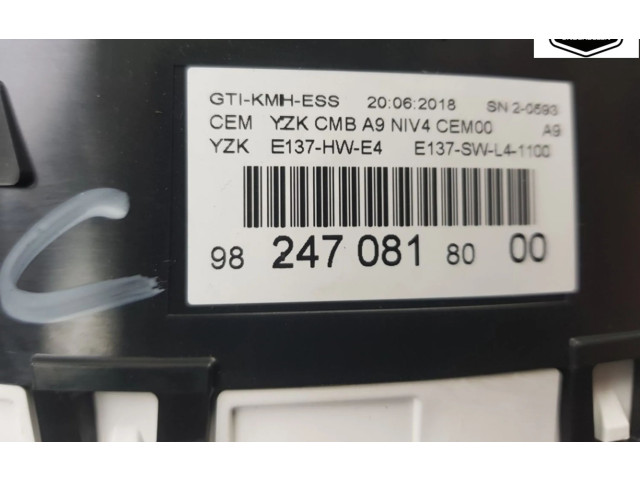 GTI-KMH-ESS 20:06:2018 SN 2-0593
CEM YZK CMB A9 NIV4 CEM00 A9
YZK E137-HW-E4 E137-SW-L4-1100
98 247 081 80 00
C